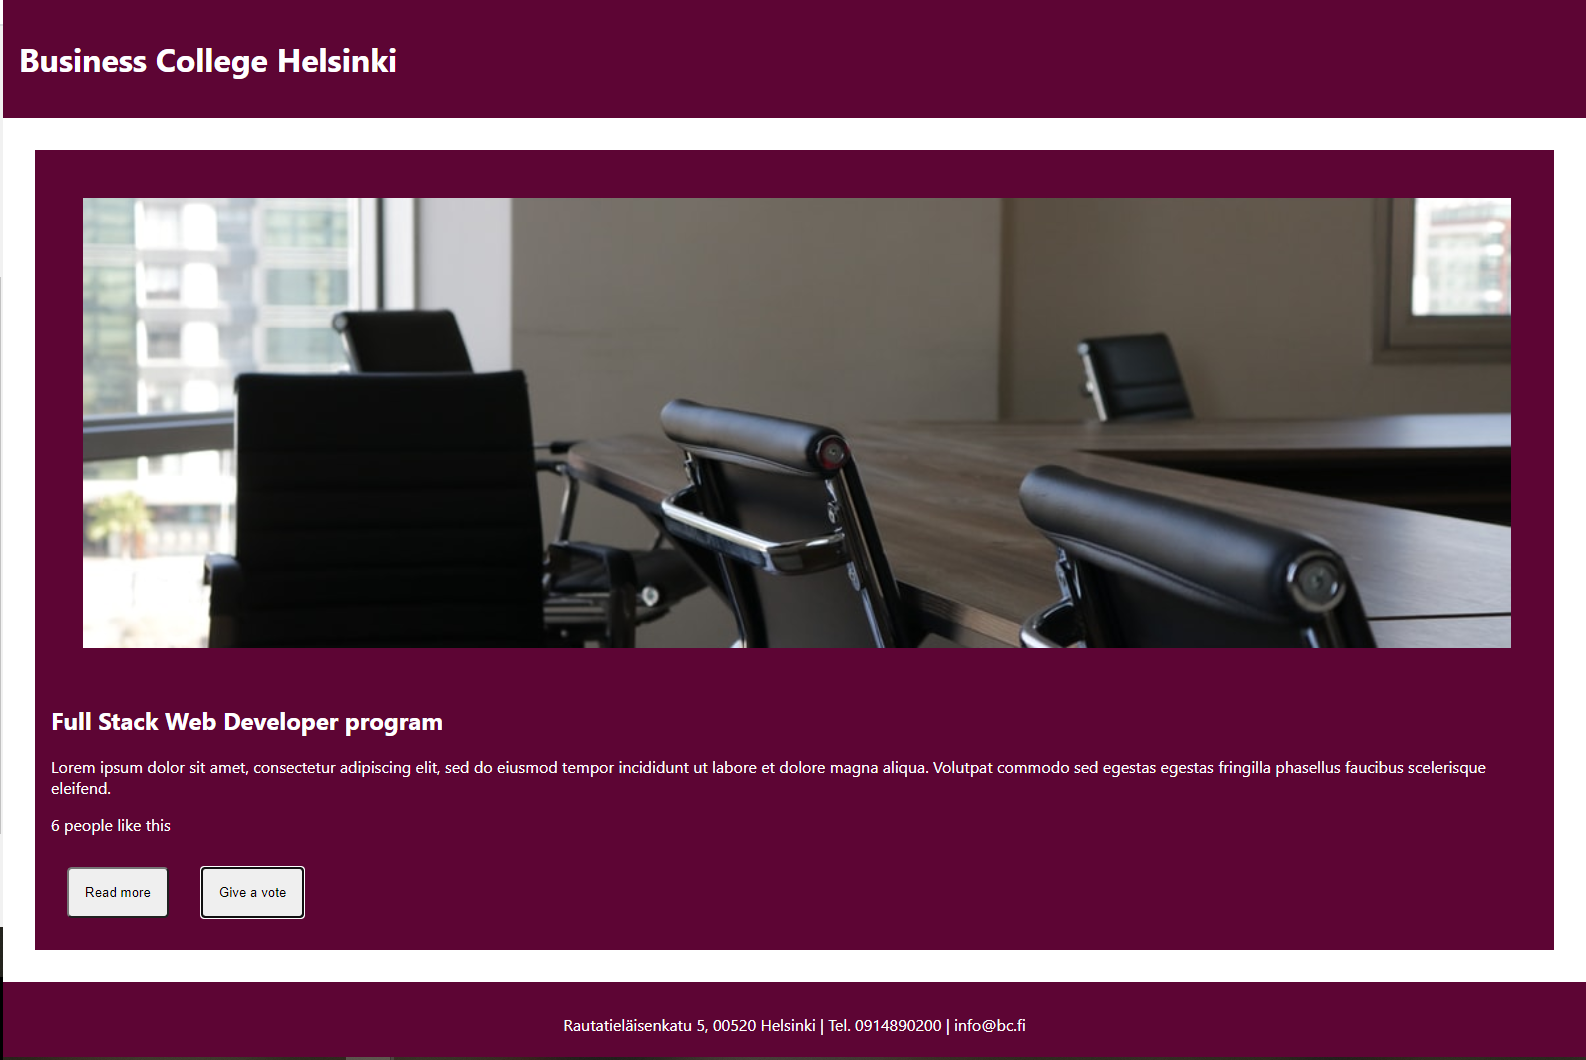 Business College Helsinki
Full Stack Web Developer program
Lorem ipsum dolor sit amet, consectetur adipiscing elit, sed do eiusmod tempor incididunt ut labore et dolore magna aliqua. Volutpat commodo sed egestas egestas fringilla phasellus faucibus scelerisque
eleifend.
6 people like this
Read more
Give a vote
Rautatieläisenkatu 5, 00520 Helsinki | Tel. 0914890200 | info@bc.fi